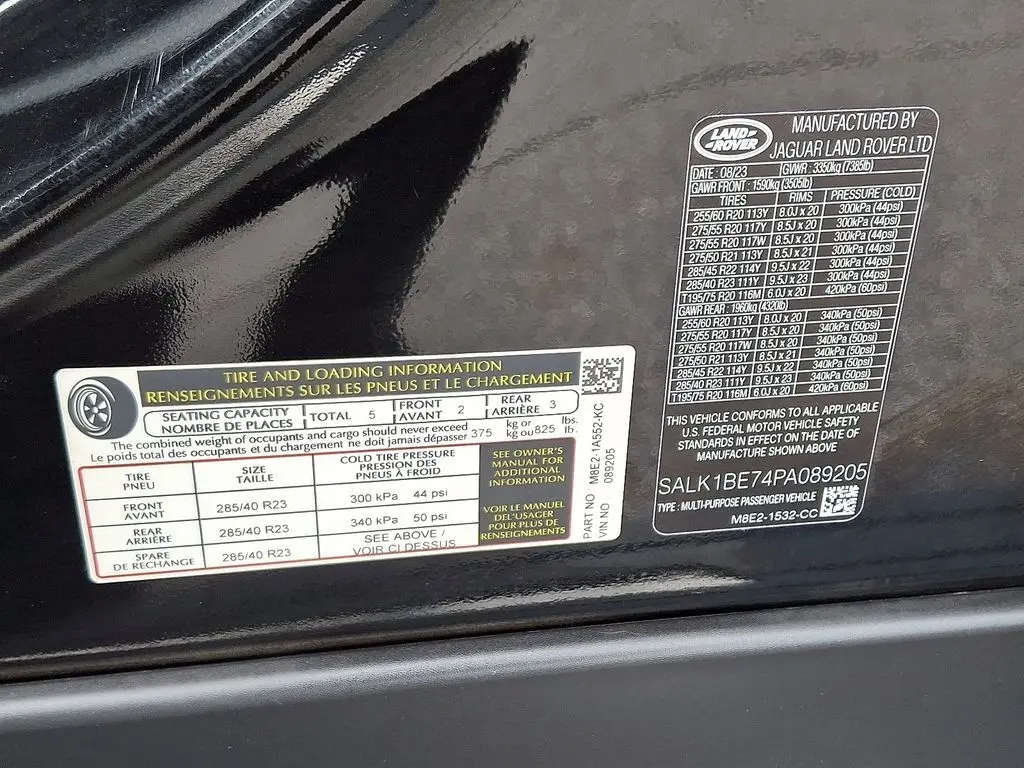 TIRE AND LOADING INFORMATION
RENSEIGNEMENTS SUR LES PNEUS ET LE CHARGEMENT
SEATING CAPACITY
NOMBRE DE PLACES
TOTAL 5
FRONT
AVANT 2
REAR
ARRIÈRE 3
The combined weight of occupants and cargo should never exceed
Le poids total des occupants et du chargement ne doit jamais dépasser
375 kg or
kg ou 825 lbs.
lb.
TIRE
PNEU
SIZE
TAILLE
COLD TIRE PRESSURE
PRESSION DES
PNEUS À FROID
FRONT
AVANT
285/40 R23
300 kPa 44 psi
REAR
ARRIÈRE
285/40 R23
340 kPa 50 psi
SPARE
DE RECHANGE
285/40 R23
SEE ABOVE /
VOIR CI DESSUS
SEE OWNER'S
MANUAL FOR
ADDITIONAL
INFORMATION
VOIR LE MANUEL
DE L'USAGER
POUR PLUS DE
RENSEIGNEMENTS
PART NO M8E2-1A552-KC
VIN NO 089205
LAND-
ROVER
MANUFACTURED BY
JAGUAR LAND ROVER LTD
DATE: 08/23 GVWR: 3350kg (7385lb)
GAWR FRONT: 1590kg (3505lb)
TIRES RIMS PRESSURE (COLD)
255/60 R20 113Y 8.0J x 20 300kPa (44psi)
275/55 R20 117Y 8.5J x 20 300kPa (44psi)
275/55 R20 117W 8.5J x 20 300kPa (44psi)
275/50 R21 113Y 8.5J x 21 300kPa (44psi)
285/45 R22 114Y 9.5J x 22 300kPa (44psi)
285/40 R23 111Y 9.5J x 23 300kPa (44psi)
T195/75 R20 116M 6.0J x 20 420kPa (60psi)
GAWR REAR: 1960kg (4320lb)
255/60 R20 113Y 8.0J x 20 340kPa (50psi)
275/55 R20 117Y 8.5J x 20 340kPa (50psi)
275/55 R20 117W 8.5J x 20 340kPa (50psi)
275/50 R21 113Y 8.5J x 21 340kPa (50psi)
285/45 R22 114Y 9.5J x 22 340kPa (50psi)
285/40 R23 111Y 9.5J x 23 340kPa (50psi)
T195/75 R20 116M 6.0J x 20 420kPa (60psi)
THIS VEHICLE CONFORMS TO ALL APPLICABLE
U.S. FEDERAL MOTOR VEHICLE SAFETY
STANDARDS IN EFFECT ON THE DATE OF
MANUFACTURE SHOWN ABOVE
SALK1BE74PA089205
TYPE: MULTI-PURPOSE PASSENGER VEHICLE
M8E2-1532-CC